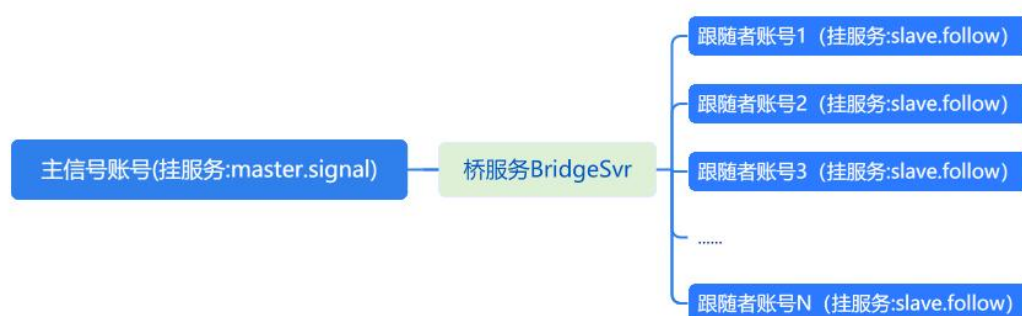 主信号账号(挂服务:master.signal)
桥服务BridgeSvr
跟随者账号1（挂服务:slave.follow）
跟随者账号2（挂服务:slave.follow）
跟随者账号3（挂服务:slave.follow）
......
跟随者账号N（挂服务:slave.follow）